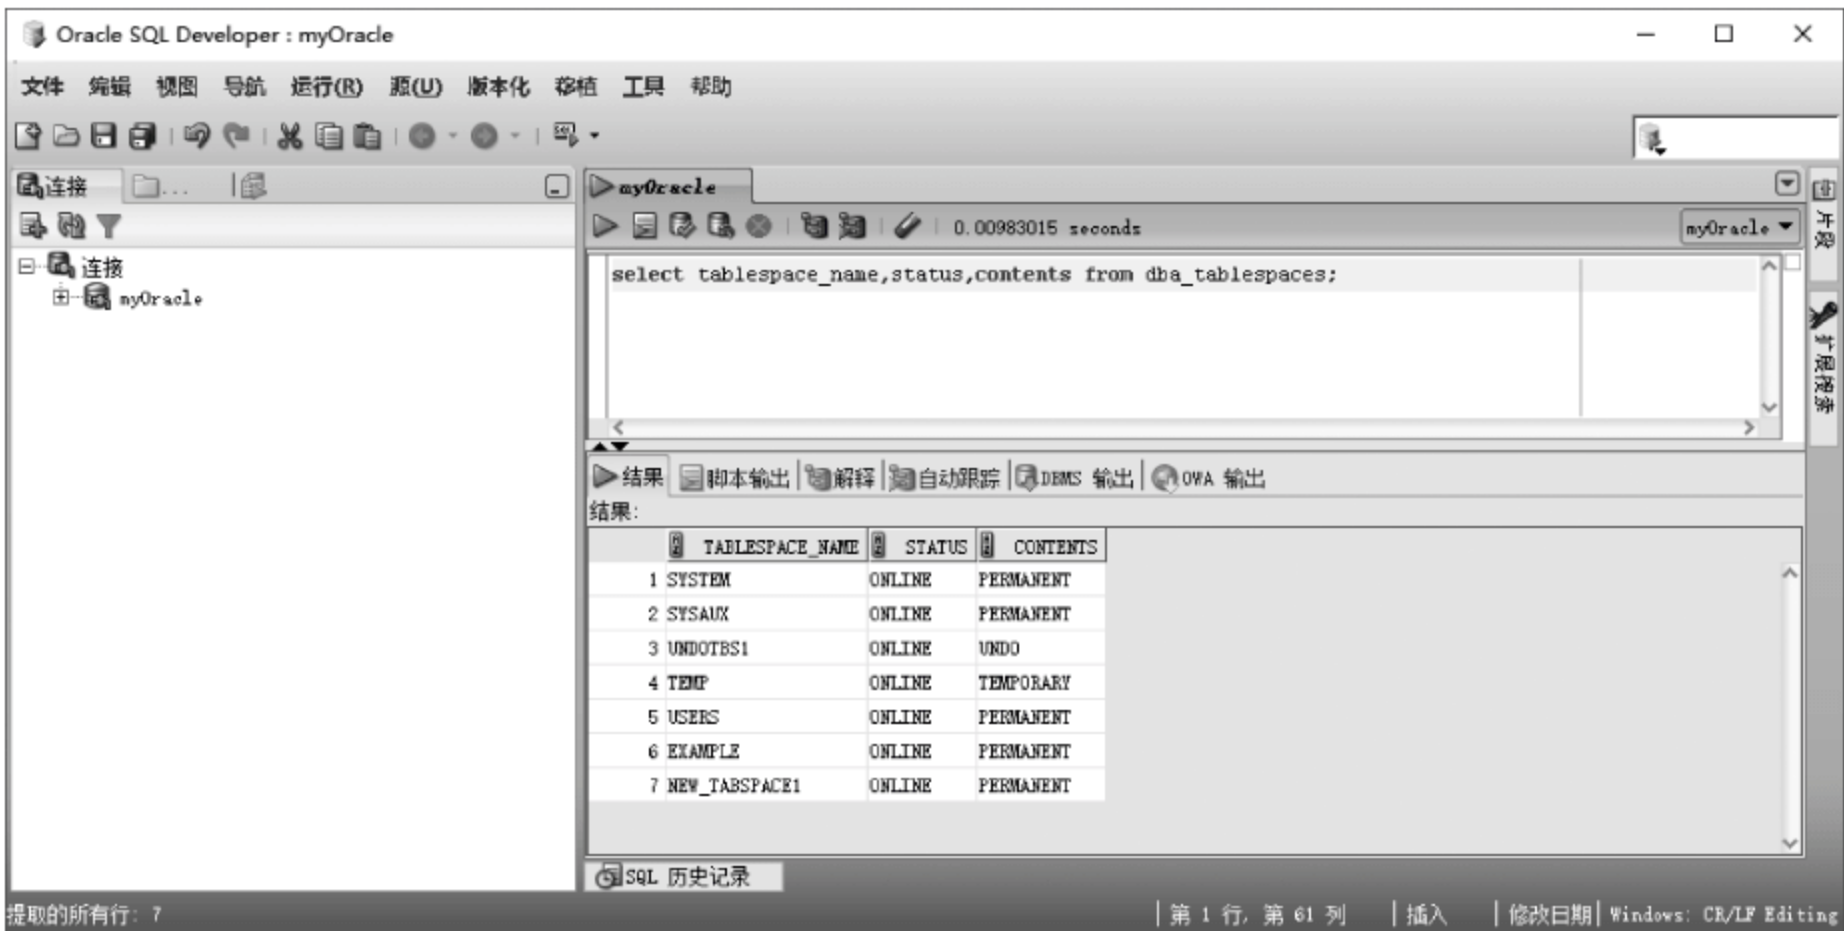 Oracle SQL Developer : myOracle
文件 编辑 视图 导航 运行(R) 源(U) 版本化 移植 工具 帮助
连接 ...
myOracle
0.00983015 seconds
myOracle
片段
连接
myOracle
select tablespace_name,status,contents from dba_tablespaces;
扩展搜索
结果 脚本输出 解释 自动跟踪 DBMS 输出 OWA 输出
结果:
TABLESPACE_NAME STATUS CONTENTS
1 SYSTEM ONLINE PERMANENT
2 SYSAUX ONLINE PERMANENT
3 UNDOTBS1 ONLINE UNDO
4 TEMP ONLINE TEMPORARY
5 USERS ONLINE PERMANENT
6 EXAMPLE ONLINE PERMANENT
7 NEW_TABSPACE1 ONLINE PERMANENT
SQL 历史记录
提取的所有行: 7
第 1 行, 第 61 列 插入 修改日期 Windows: CR/LF Editing